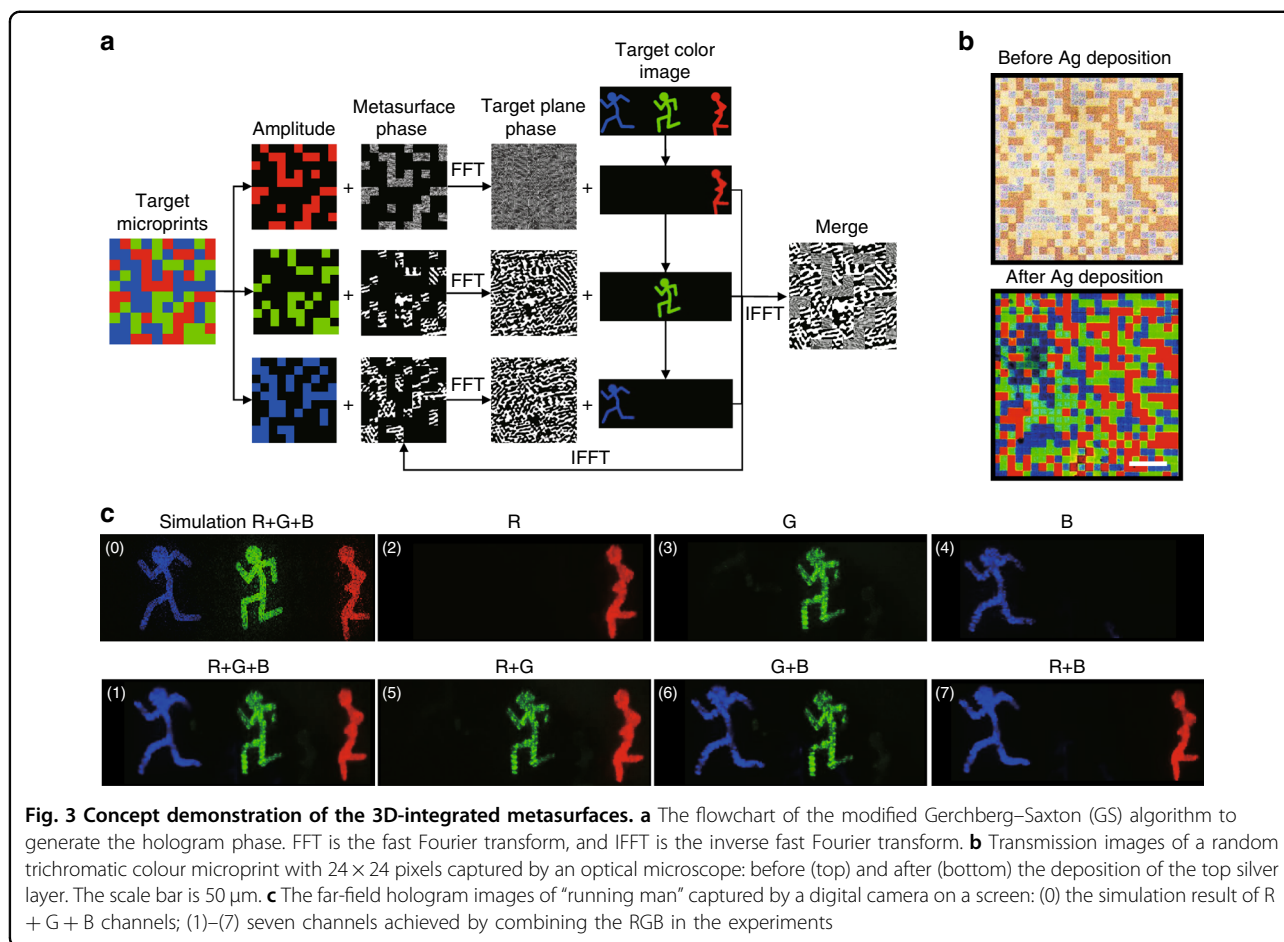 a
b
Target color
image
Before Ag deposition
Metasurface
phase
Target plane
phase
Amplitude
FFT
+
+
Target
microprints
Merge
FFT
+
+
IFFT
After Ag deposition
FFT
+
+
IFFT
c
Simulation R+G+B
R
G
B
(0)
(2)
(3)
(4)
R+G+B
R+G
G+B
R+B
(1)
(5)
(6)
(7)
Fig. 3 Concept demonstration of the 3D-integrated metasurfaces. a The flowchart of the modified Gerchberg–Saxton (GS) algorithm to
generate the hologram phase. FFT is the fast Fourier transform, and IFFT is the inverse fast Fourier transform. b Transmission images of a random
trichromatic colour microprint with 24 × 24 pixels captured by an optical microscope: before (top) and after (bottom) the deposition of the top silver
layer. The scale bar is 50 μm. c The far-field hologram images of “running man” captured by a digital camera on a screen: (0) the simulation result of R
+ G + B channels; (1)–(7) seven channels achieved by combining the RGB in the experiments